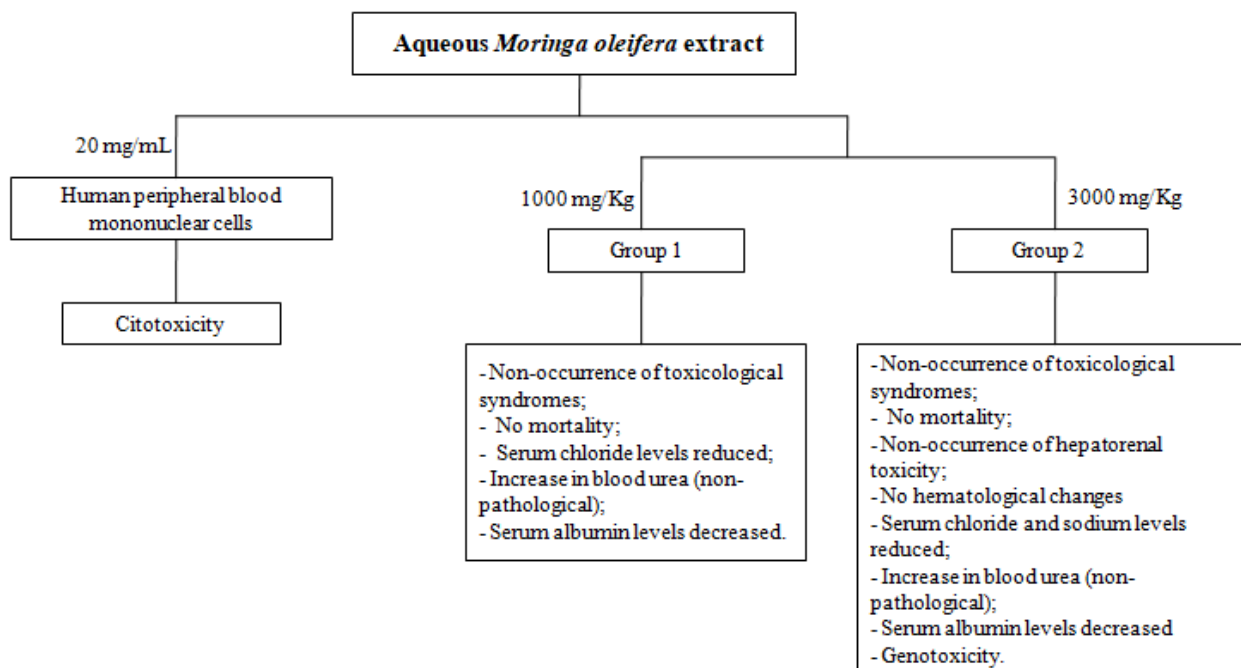 Aqueous Moringa oleifera extract
20 mg/mL
Human peripheral blood
mononuclear cells
Citotoxicity
1000 mg/Kg
Group 1
- Non-occurrence of toxicological
syndromes;
- No mortality;
- Serum chloride levels reduced;
- Increase in blood urea (non-
pathological);
- Serum albumin levels decreased.
3000 mg/Kg
Group 2
- Non-occurrence of toxicological
syndromes;
- No mortality;
- Non-occurrence of hepatorenal
toxicity;
- No hematological changes
- Serum chloride and sodium levels
reduced;
- Increase in blood urea (non-
pathological);
- Serum albumin levels decreased
- Genotoxicity.